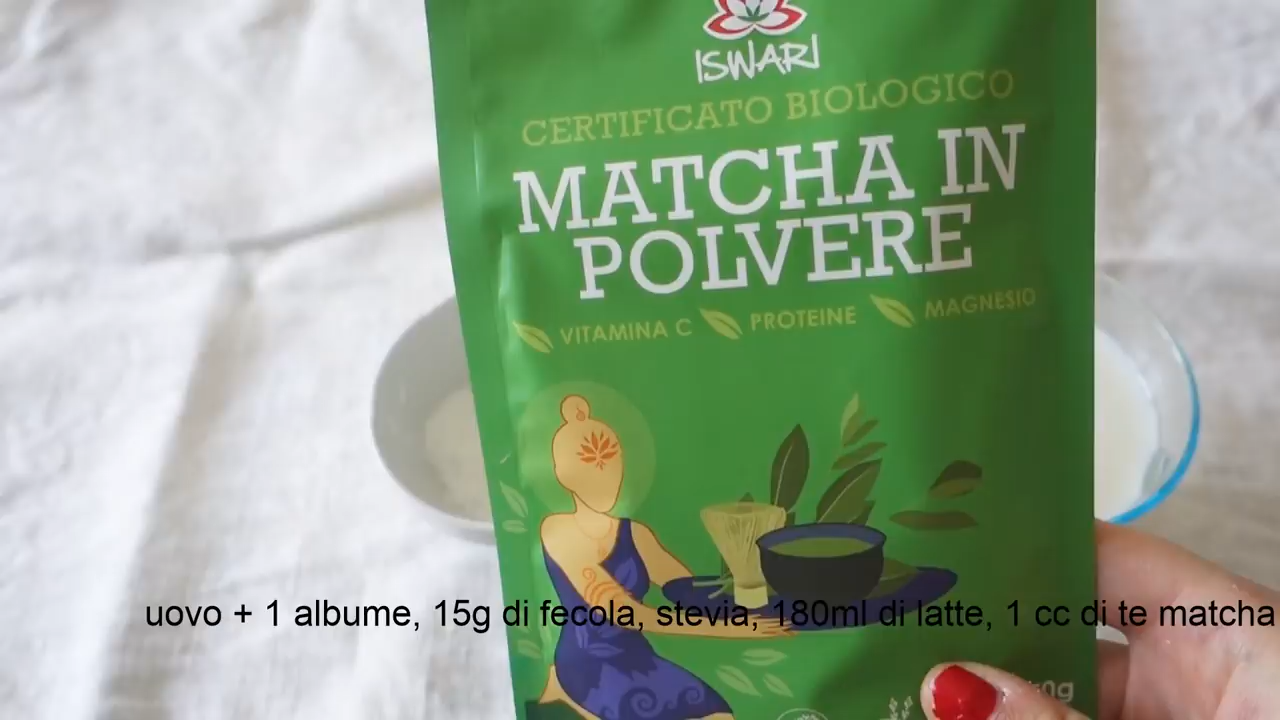 ISWARI
CERTIFICATO BIOLOGICO
MATCHA IN
POLVERE
VITAMINA C PROTEINE MAGNESIO
uovo + 1 albume, 15g di fecola, stevia, 180ml di latte, 1 cc di te matcha